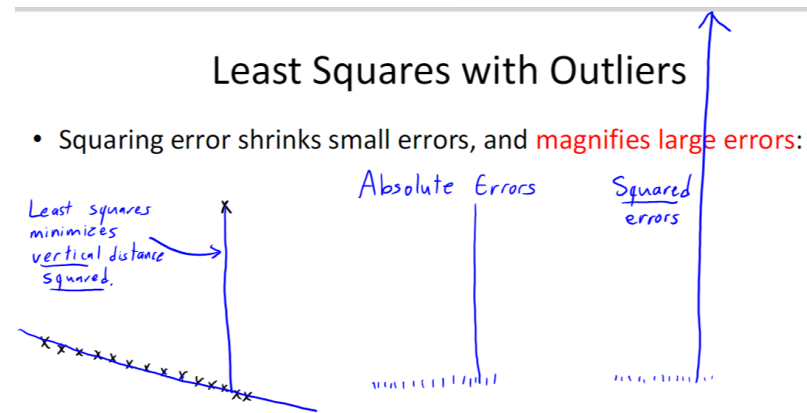 Least Squares with Outliers
• Squaring error shrinks small errors, and magnifies large errors:
Least squares
minimizes
vertical distance
squared.
Absolute Errors
Squared
errors